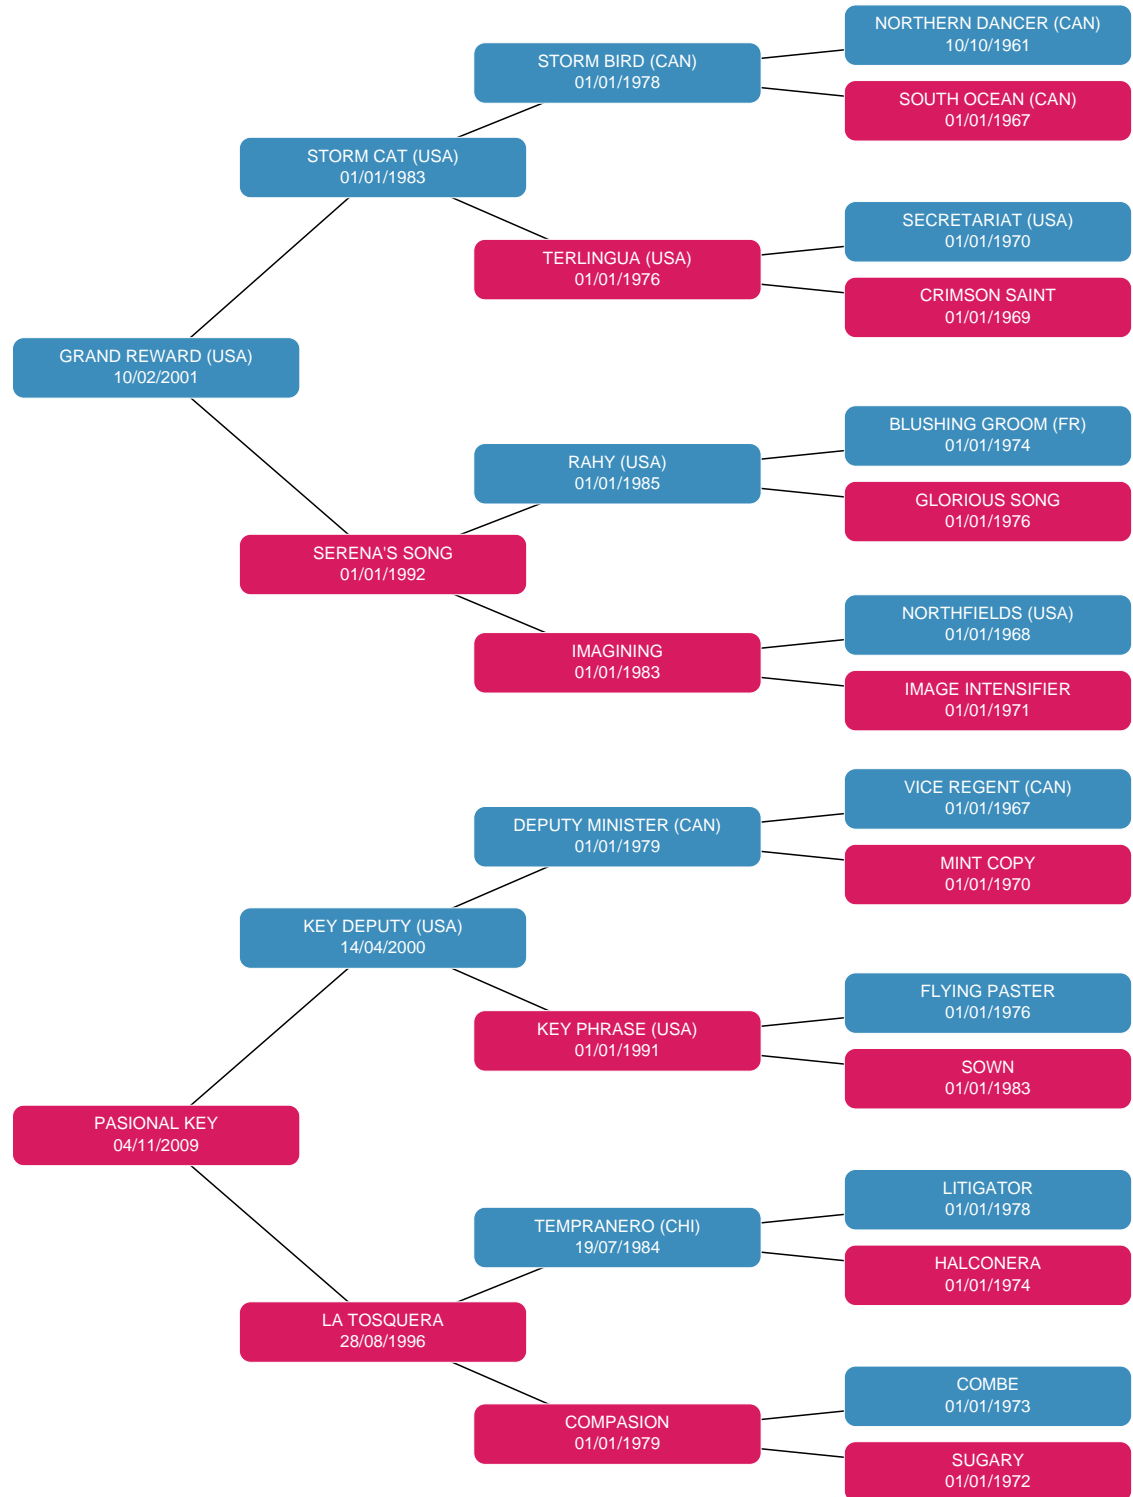 NORTHERN DANCER (CAN)
10/10/1961
STORM BIRD (CAN)
01/01/1978
SOUTH OCEAN (CAN)
01/01/1967
STORM CAT (USA)
01/01/1983
SECRETARIAT (USA)
01/01/1970
TERLINGUA (USA)
01/01/1976
CRIMSON SAINT
01/01/1969
GRAND REWARD (USA)
10/02/2001
BLUSHING GROOM (FR)
01/01/1974
RAHY (USA)
01/01/1985
GLORIOUS SONG
01/01/1976
SERENA'S SONG
01/01/1992
NORTHFIELDS (USA)
01/01/1968
IMAGINING
01/01/1983
IMAGE INTENSIFIER
01/01/1971
VICE REGENT (CAN)
01/01/1967
DEPUTY MINISTER (CAN)
01/01/1979
MINT COPY
01/01/1970
KEY DEPUTY (USA)
14/04/2000
FLYING PASTER
01/01/1976
KEY PHRASE (USA)
01/01/1991
SOWN
01/01/1983
PASIONAL KEY
04/11/2009
LITIGATOR
01/01/1978
TEMPRANERO (CHI)
19/07/1984
HALCONERA
01/01/1974
LA TOSQUERA
28/08/1996
COMBE
01/01/1973
COMPASION
01/01/1979
SUGARY
01/01/1972